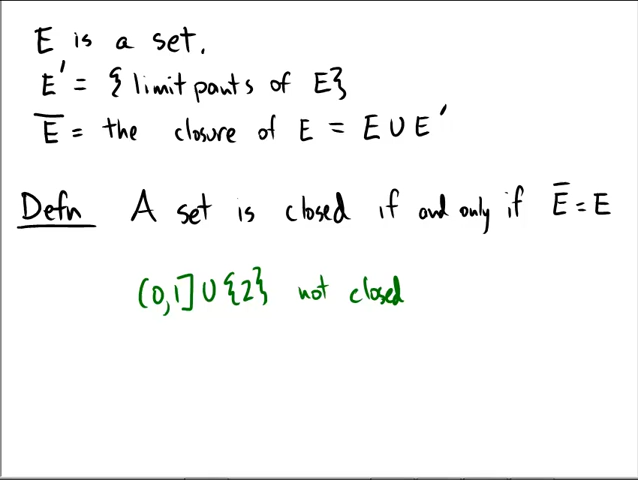 E is a set.
E' = {limit points of E}
E̅ = the closure of E = E ∪ E'
Defn A set is closed if and only if E̅ = E
(0,1] ∪ {2} not closed